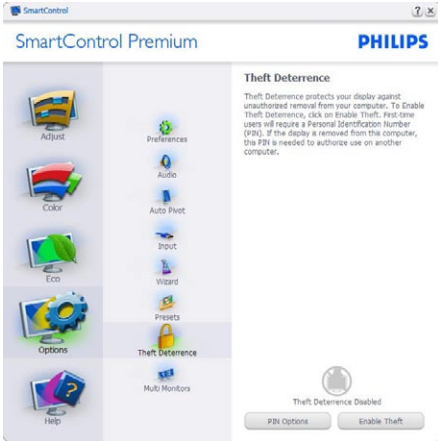 SmartControl
? x
SmartControl Premium
PHILIPS
Adjust
Color
Eco
Options
Help
Preferences
Audio
Auto Pivot
Input
Wizard
Presets
Theft Deterrence
Multi Monitors
Theft Deterrence
Theft Deterrence protects your display against
unauthorized removal from your computer. To Enable
Theft Deterrence, click on Enable Theft. First-time
users will require a Personal Identification Number
(PIN). If the display is removed from this computer,
this PIN is needed to authorize use on another
computer.
Theft Deterrence Disabled
PIN Options
Enable Theft